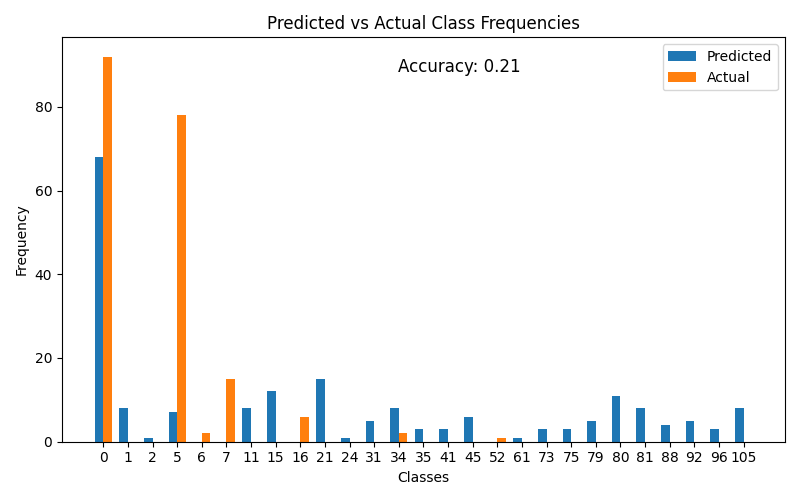 Predicted vs Actual Class Frequencies
Accuracy: 0.21
Predicted
Actual
Frequency
80
60
40
20
0
0 1 2 5 6 7 11 15 16 21 24 31 34 35 41 45 52 61 73 75 79 80 81 88 92 96 105
Classes